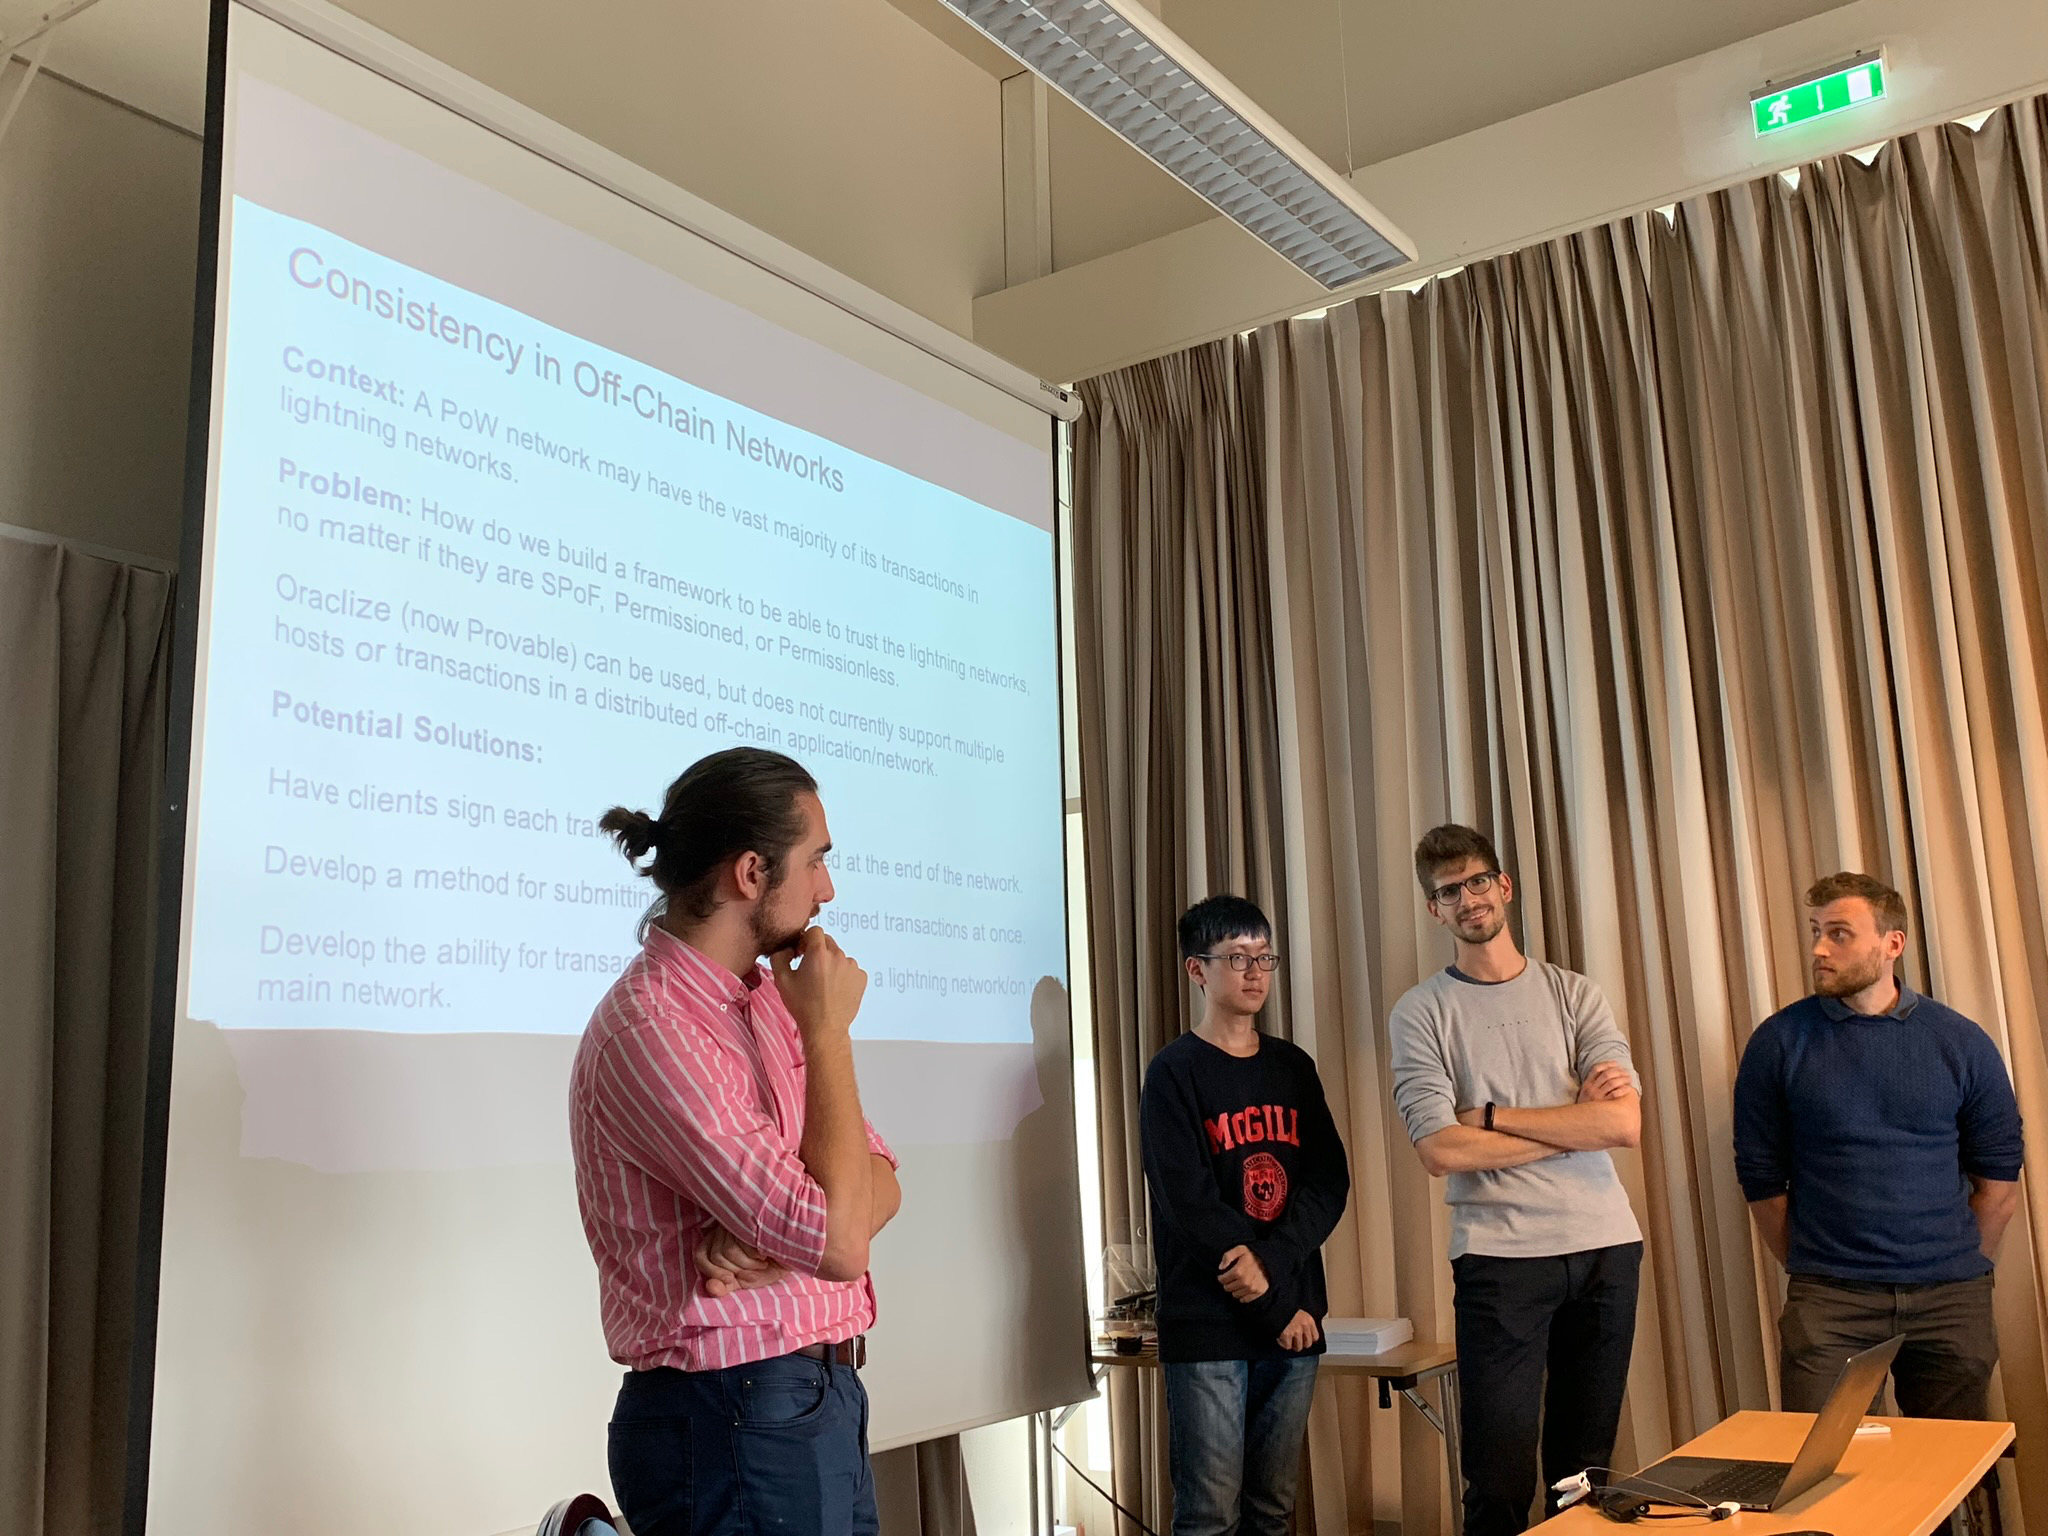 Consistency in Off-Chain Networks
Context: A PoW network may have the vast majority of its transactions in
lightning networks.
Problem: How do we build a framework to be able to trust the lightning networks,
no matter if they are SPoF, Permissioned, or Permissionless.
Oraclize (now Provable) can be used, but does not currently support multiple
hosts or transactions in a distributed off-chain application/network.
Potential Solutions:
Have clients sign each at the end of the network.
Develop a method for signed transactions at once.
Develop the ability for a lightning network/on
main network.
MCGILL